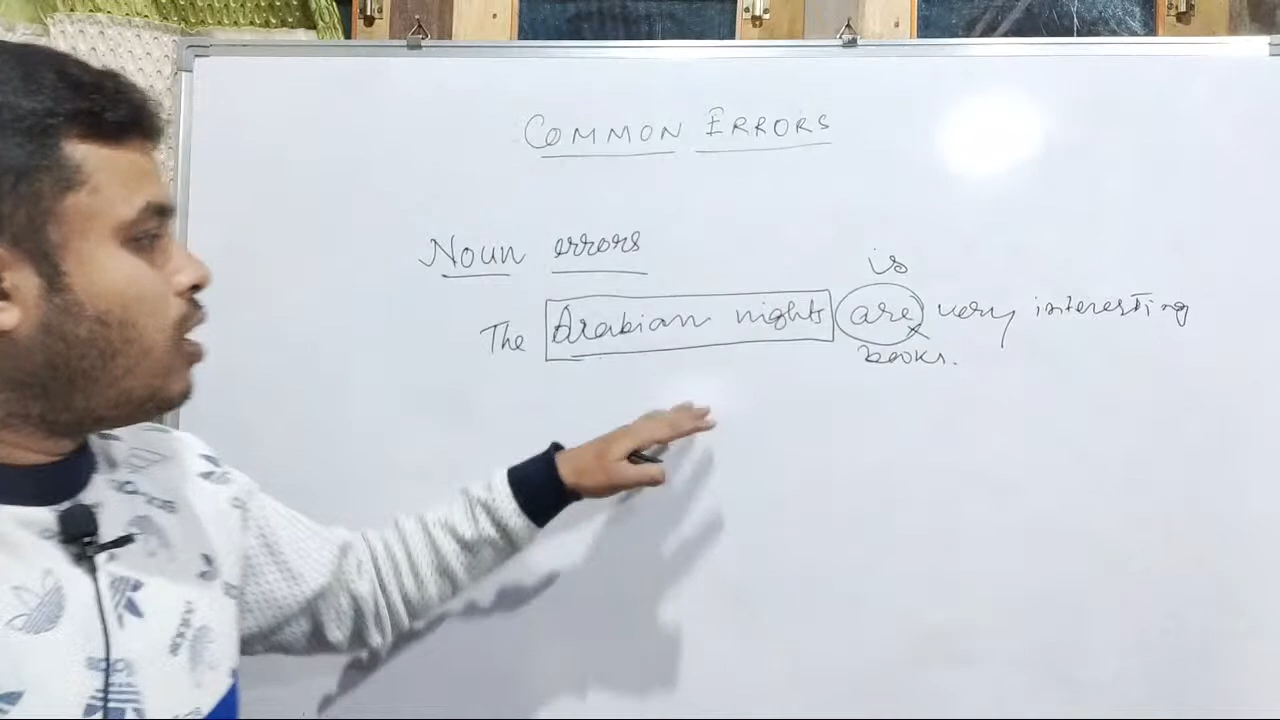 COMMON ERRORS
Noun errors
is
The Arabian nights are very interesting
books.